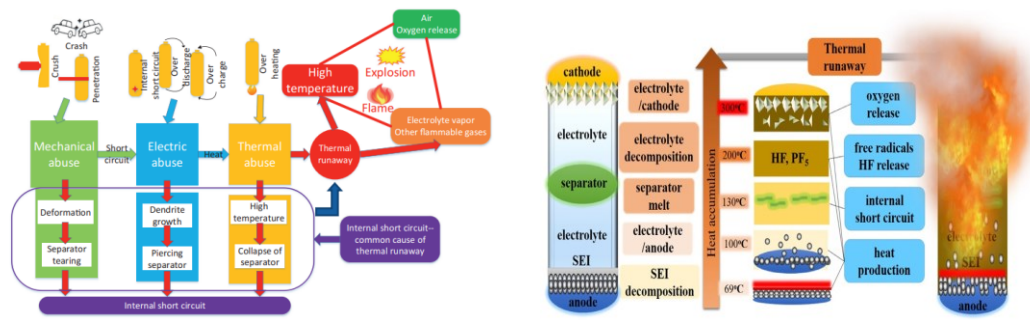 Crash
Crush
Penetration
Internal
short circuit
Over
discharge
Over
charge
Over
heating
Air
Oxygen release
High
temperature
Explosion
Flame
Electrolyte vapor
Other flammable gases
Mechanical
abuse
Short
circuit
Electric
abuse
Heat
Thermal
abuse
Thermal
runaway
Deformation
Separator
tearing
Dendrite
growth
Piercing
separator
High
temperature
Collapse of
separator
Internal short circuit--
common cause of
thermal runaway
Internal short circuit
cathode
electrolyte
separator
electrolyte
SEI
anode
electrolyte
/cathode
electrolyte
decomposition
separator
melt
electrolyte
/anode
SEI
decomposition
Heat accumulation
300℃
200℃
130℃
100℃
69℃
HF, PF₅
Thermal
runaway
oxygen
release
free radicals
HF release
internal
short circuit
heat
production
electrolyte
SEI
anode